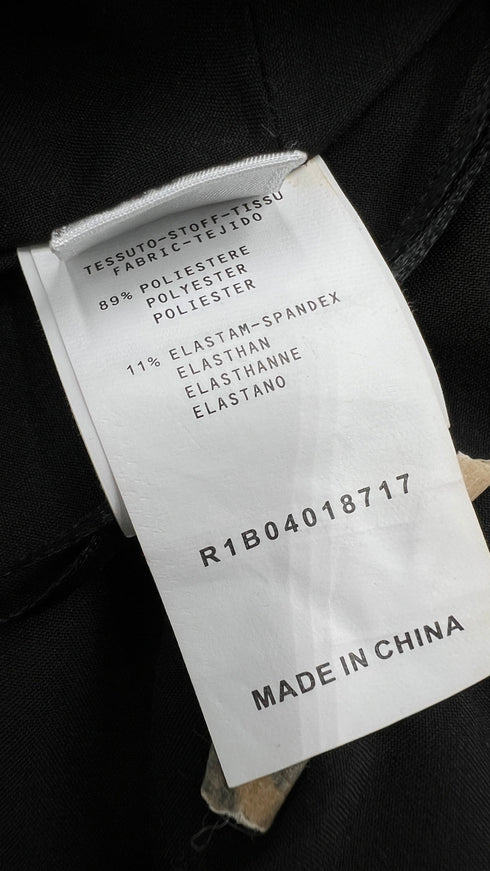 TESSUTO-STOFF-TISSU
FABRIC-TEJIDO
89% POLIESTERE
POLYESTER
POLIESTER
11% ELASTAM-SPANDEX
ELASTHAN
ELASTHANNE
ELASTANO
R1B04018717
MADE IN CHINA